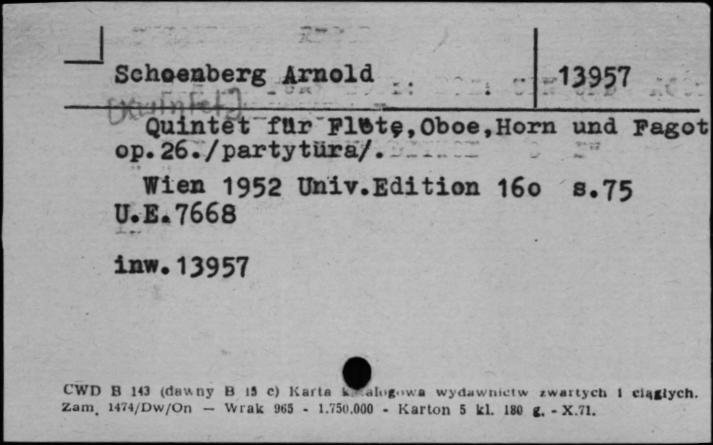 Schoenberg Arnold 13957
[Kwintet]
Quintet für Flöte,Oboe,Horn und Fagot
op.26./partytura/.
Wien 1952 Univ.Edition 16o s.75
U.E.7668
inw.13957
CWD B 143 (dawny B 15 c) Karta katalogowa wydawnictw zwartych i ciągłych.
Zam. 1474/Dw/On — Wrak 965 - 1.750.000 - Karton 5 kl. 180 g. - X.71.